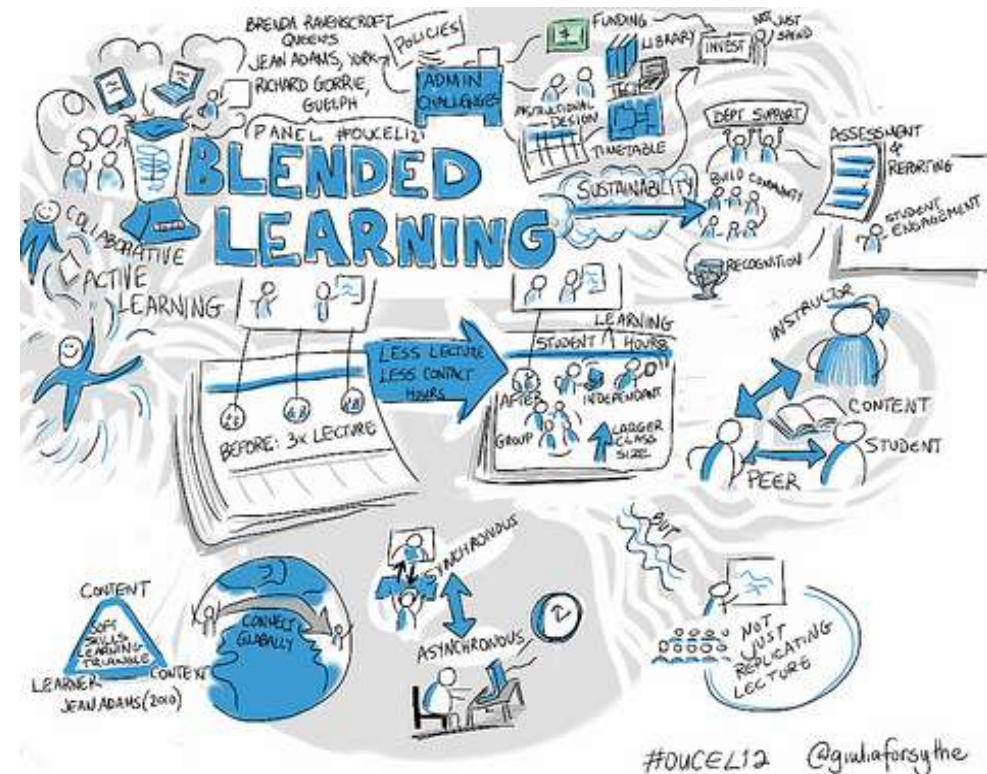 BRENDA RAVENSCROFT
QUEENS
JEAN ADAMS, YORK
RICHARD GORRIE,
GUELPH
PANEL #OUCEL12
BLENDED
LEARNING
POLICIES
ADMIN
CHALLENGES
FUNDING
LIBRARY
TECH
INSTRUCTIONAL
DESIGN
TIMETABLE
INVEST
NOT JUST
SPEND
SUSTAINABILITY
DEPT SUPPORT
BUILD COMMUNITY
RECOGNITION
ASSESSMENT
&
REPORTING
STUDENT
ENGAGEMENT
COLLABORATIVE
ACTIVE
LEARNING
BEFORE: 3x LECTURE
LESS LECTURE
LESS CONTACT
HOURS
LEARNING
STUDENT ^ HOURS
AFTER
INDEPENDANT
GROUP
LARGER
CLASS
SIZE
INSTRUCTOR
CONTENT
STUDENT
PEER
CONTENT
SOFT
SKILLS
LEARNING
TRIANGLE
LEARNER
CONTEXT
JEAN ADAMS (2010)
CONNECT
GLOBALLY
SYNCHRONOUS
ASYNCHRONOUS
BUT
NOT
JUST
REPLICATING
LECTURE
#OUCEL12 @giuliaforsythe